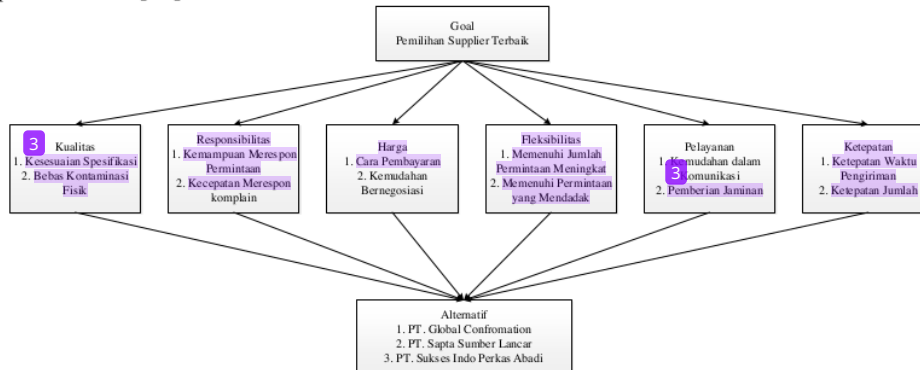 Goal
Pemilihan Supplier Terbaik
3
Kualitas
1. Kesesuaian Spesifikasi
2. Bebas Kontaminasi
Fisik
Responsibilitas
1. Kemampuan Merespon
Permintaan
2. Kecepatan Merespon
komplain
Harga
1. Cara Pembayaran
2. Kemudahan
Bernegosiasi
Fleksibilitas
1. Memenuhi Jumlah
Permintaan Meningkat
2. Memenuhi Permintaan
yang Mendadak
Pelayanan
1. Kemudahan dalam
3
Komunikasi
2. Pemberian Jaminan
Ketepatan
1. Ketepatan Waktu
Pengiriman
2. Ketepatan Jumlah
Alternatif
1. PT. Global Confromation
2. PT. Sapta Sumber Lancar
3. PT. Sukses Indo Perkas Abadi